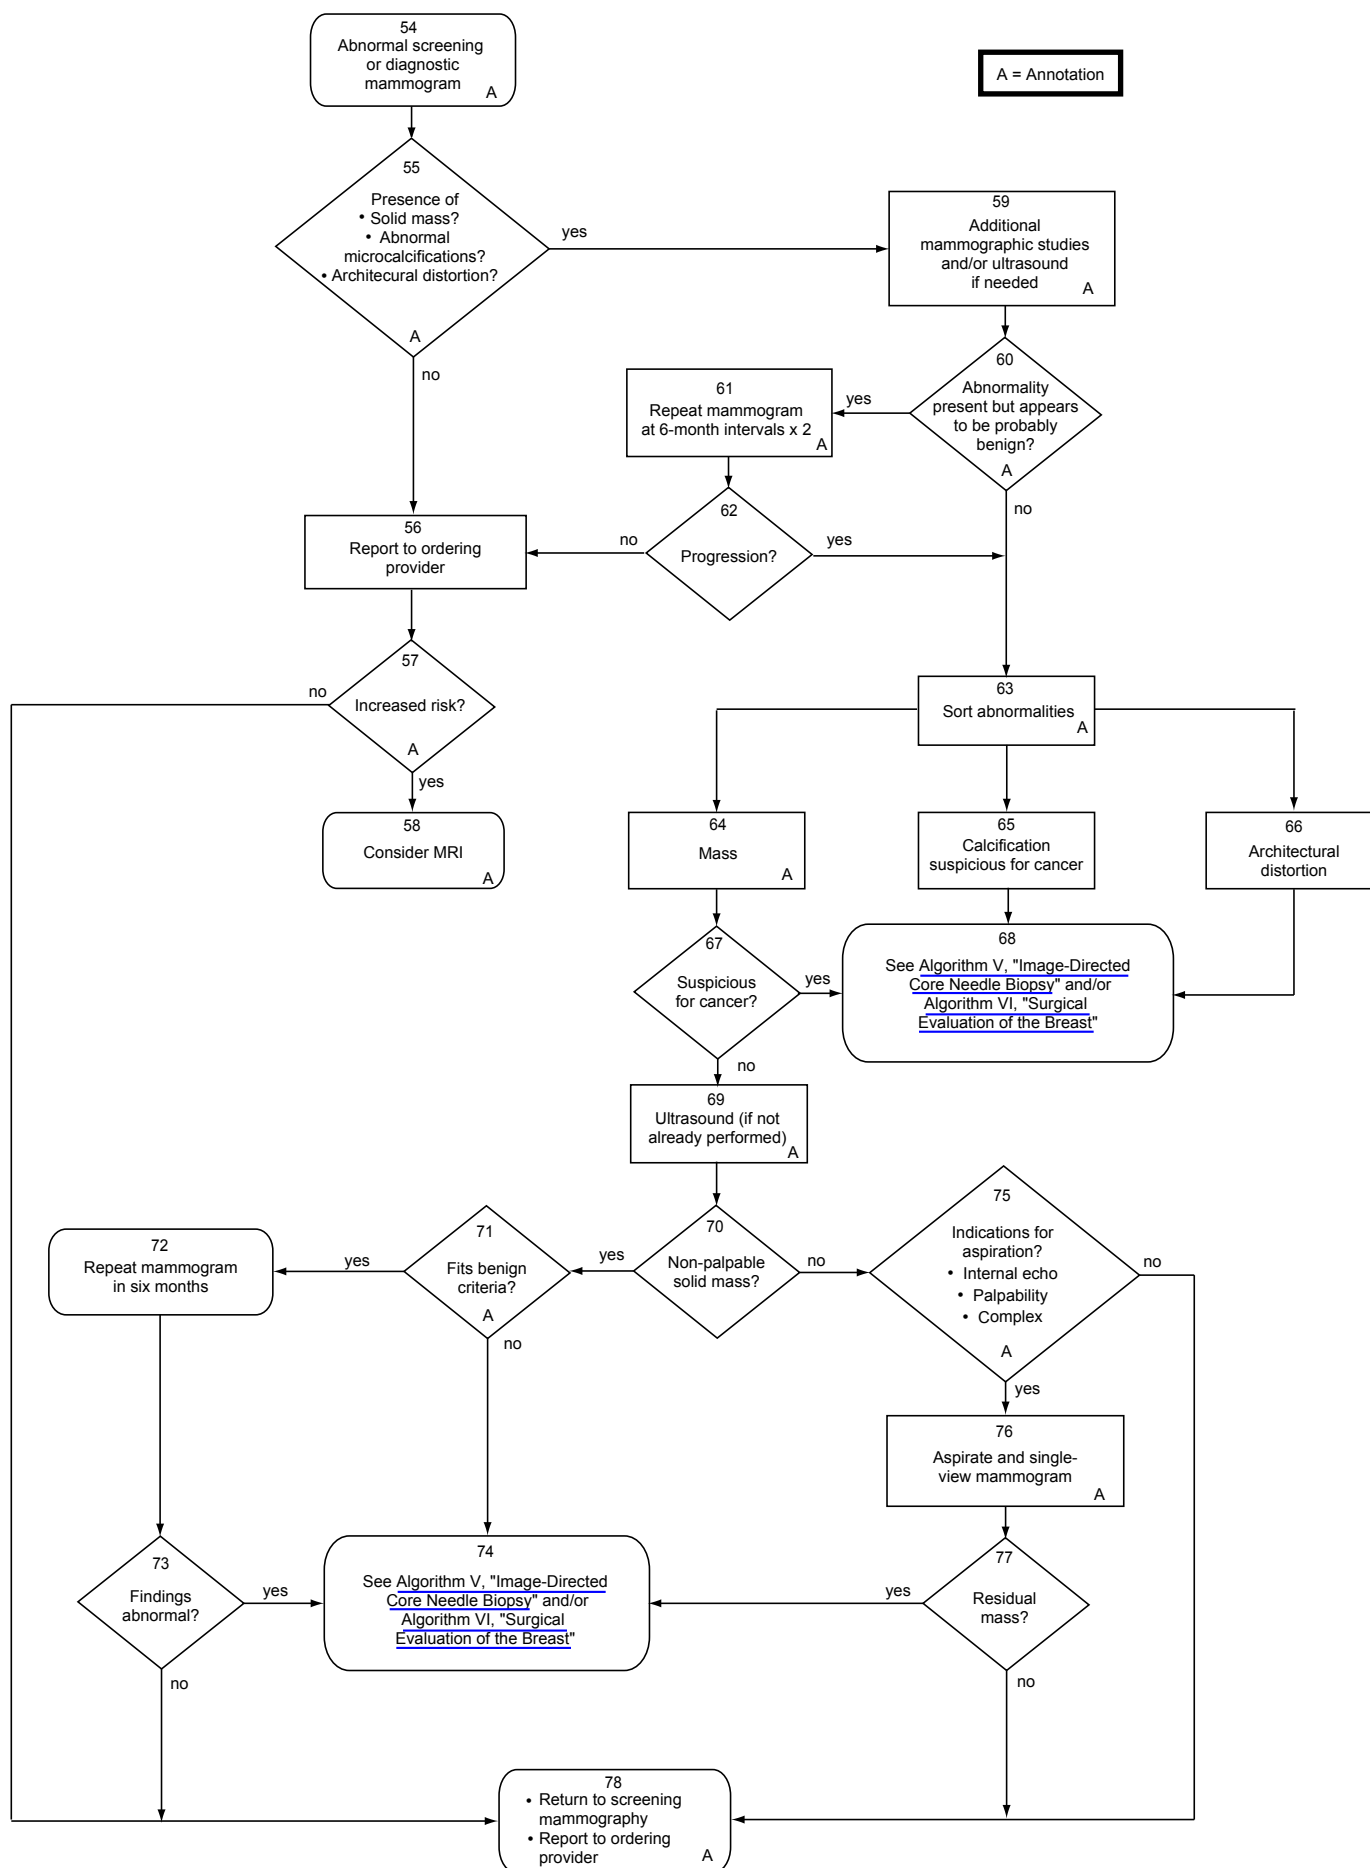 54
Abnormal screening
or diagnostic
mammogram
A
A = Annotation
55
Presence of
• Solid mass?
• Abnormal
microcalcifications?
• Architecural distortion?
A
yes
no
59
Additional
mammographic studies
and/or ultrasound
if needed
A
60
Abnormality
present but appears
to be probably
benign?
A
yes
no
61
Repeat mammogram
at 6-month intervals x 2
A
62
Progression?
no
yes
56
Report to ordering
provider
57
Increased risk?
A
no
yes
58
Consider MRI
A
63
Sort abnormalities
A
64
Mass
A
65
Calcification
suspicious for cancer
66
Architectural
distortion
67
Suspicious
for cancer?
yes
no
68
See Algorithm V, "Image-Directed
Core Needle Biopsy" and/or
Algorithm VI, "Surgical
Evaluation of the Breast"
69
Ultrasound (if not
already performed)
A
70
Non-palpable
solid mass?
yes
no
71
Fits benign
criteria?
A
yes
no
72
Repeat mammogram
in six months
75
Indications for
aspiration?
• Internal echo
• Palpability
• Complex
A
no
yes
76
Aspirate and single-
view mammogram
A
73
Findings
abnormal?
yes
no
74
See Algorithm V, "Image-Directed
Core Needle Biopsy" and/or
Algorithm VI, "Surgical
Evaluation of the Breast"
77
Residual
mass?
yes
no
78
• Return to screening
mammography
• Report to ordering
provider
A